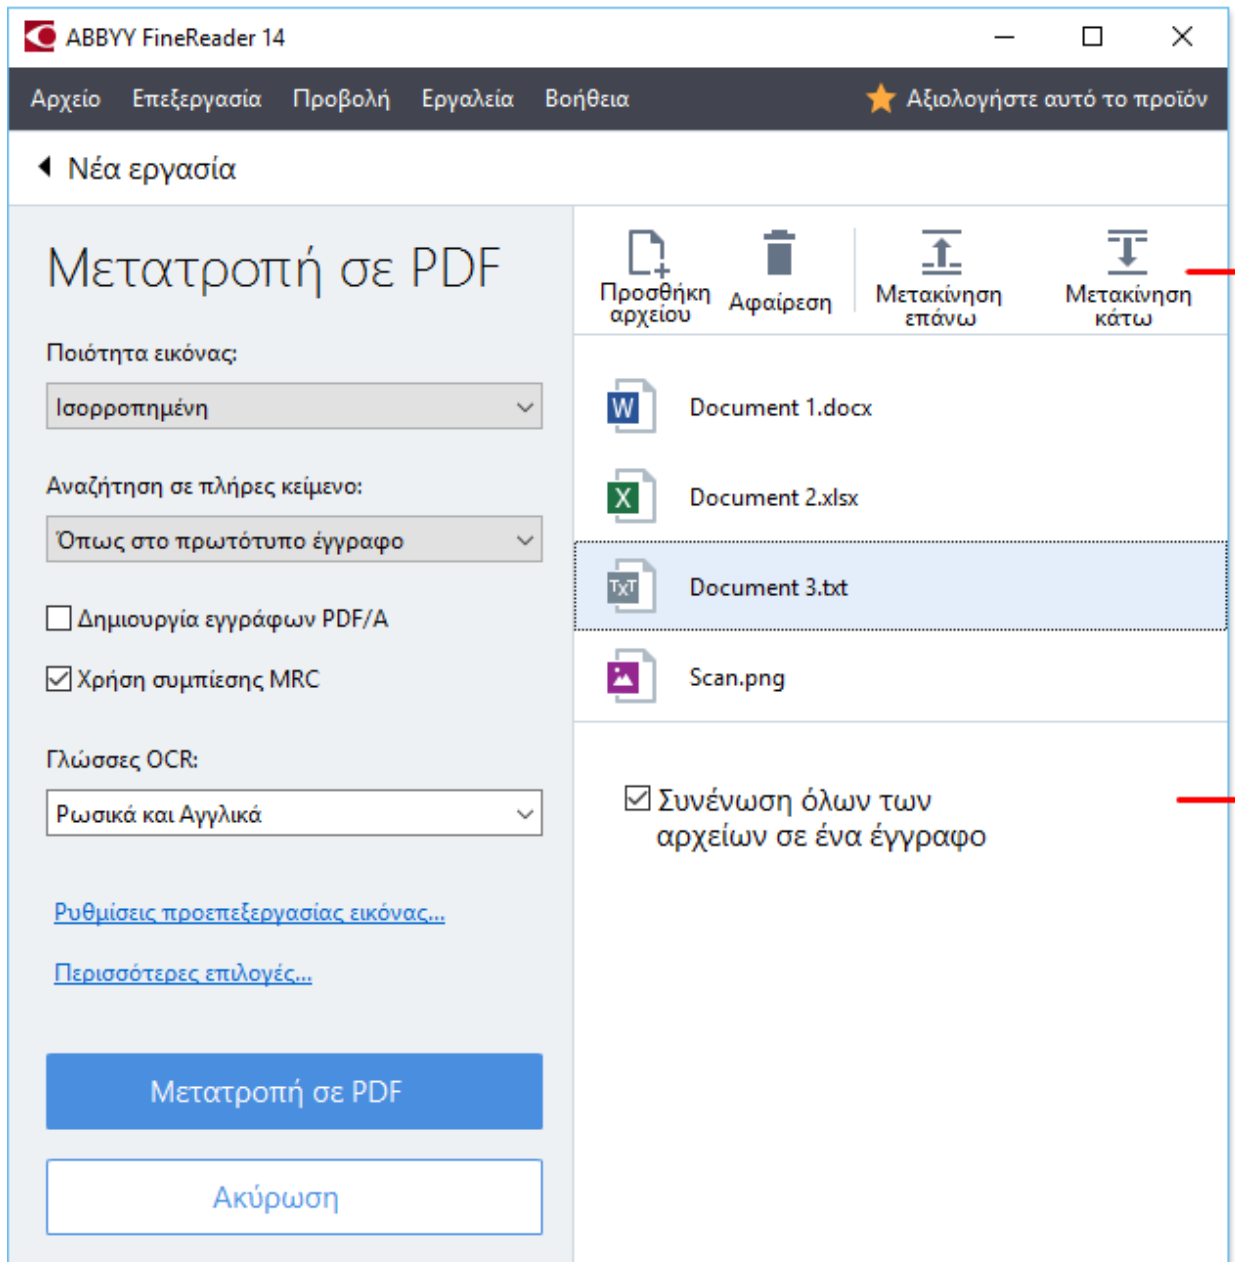 ABBYY FineReader 14
Αρχείο Επεξεργασία Προβολή Εργαλεία Βοήθεια Αξιολογήστε αυτό το προϊόν
Νέα εργασία
Μετατροπή σε PDF
Ποιότητα εικόνας:
Ισορροπημένη
Αναζήτηση σε πλήρες κείμενο:
Όπως στο πρωτότυπο έγγραφο
Δημιουργία εγγράφων PDF/A
Χρήση συμπίεσης MRC
Γλώσσες OCR:
Ρωσικά και Αγγλικά
Ρυθμίσεις προεπεξεργασίας εικόνας...
Περισσότερες επιλογές...
Μετατροπή σε PDF
Ακύρωση
Προσθήκη
αρχείου
Αφαίρεση
Μετακίνηση
επάνω
Μετακίνηση
κάτω
W
Document 1.docx
X
Document 2.xlsx
TxT
Document 3.txt
Scan.png
Συνένωση όλων των
αρχείων σε ένα έγγραφο